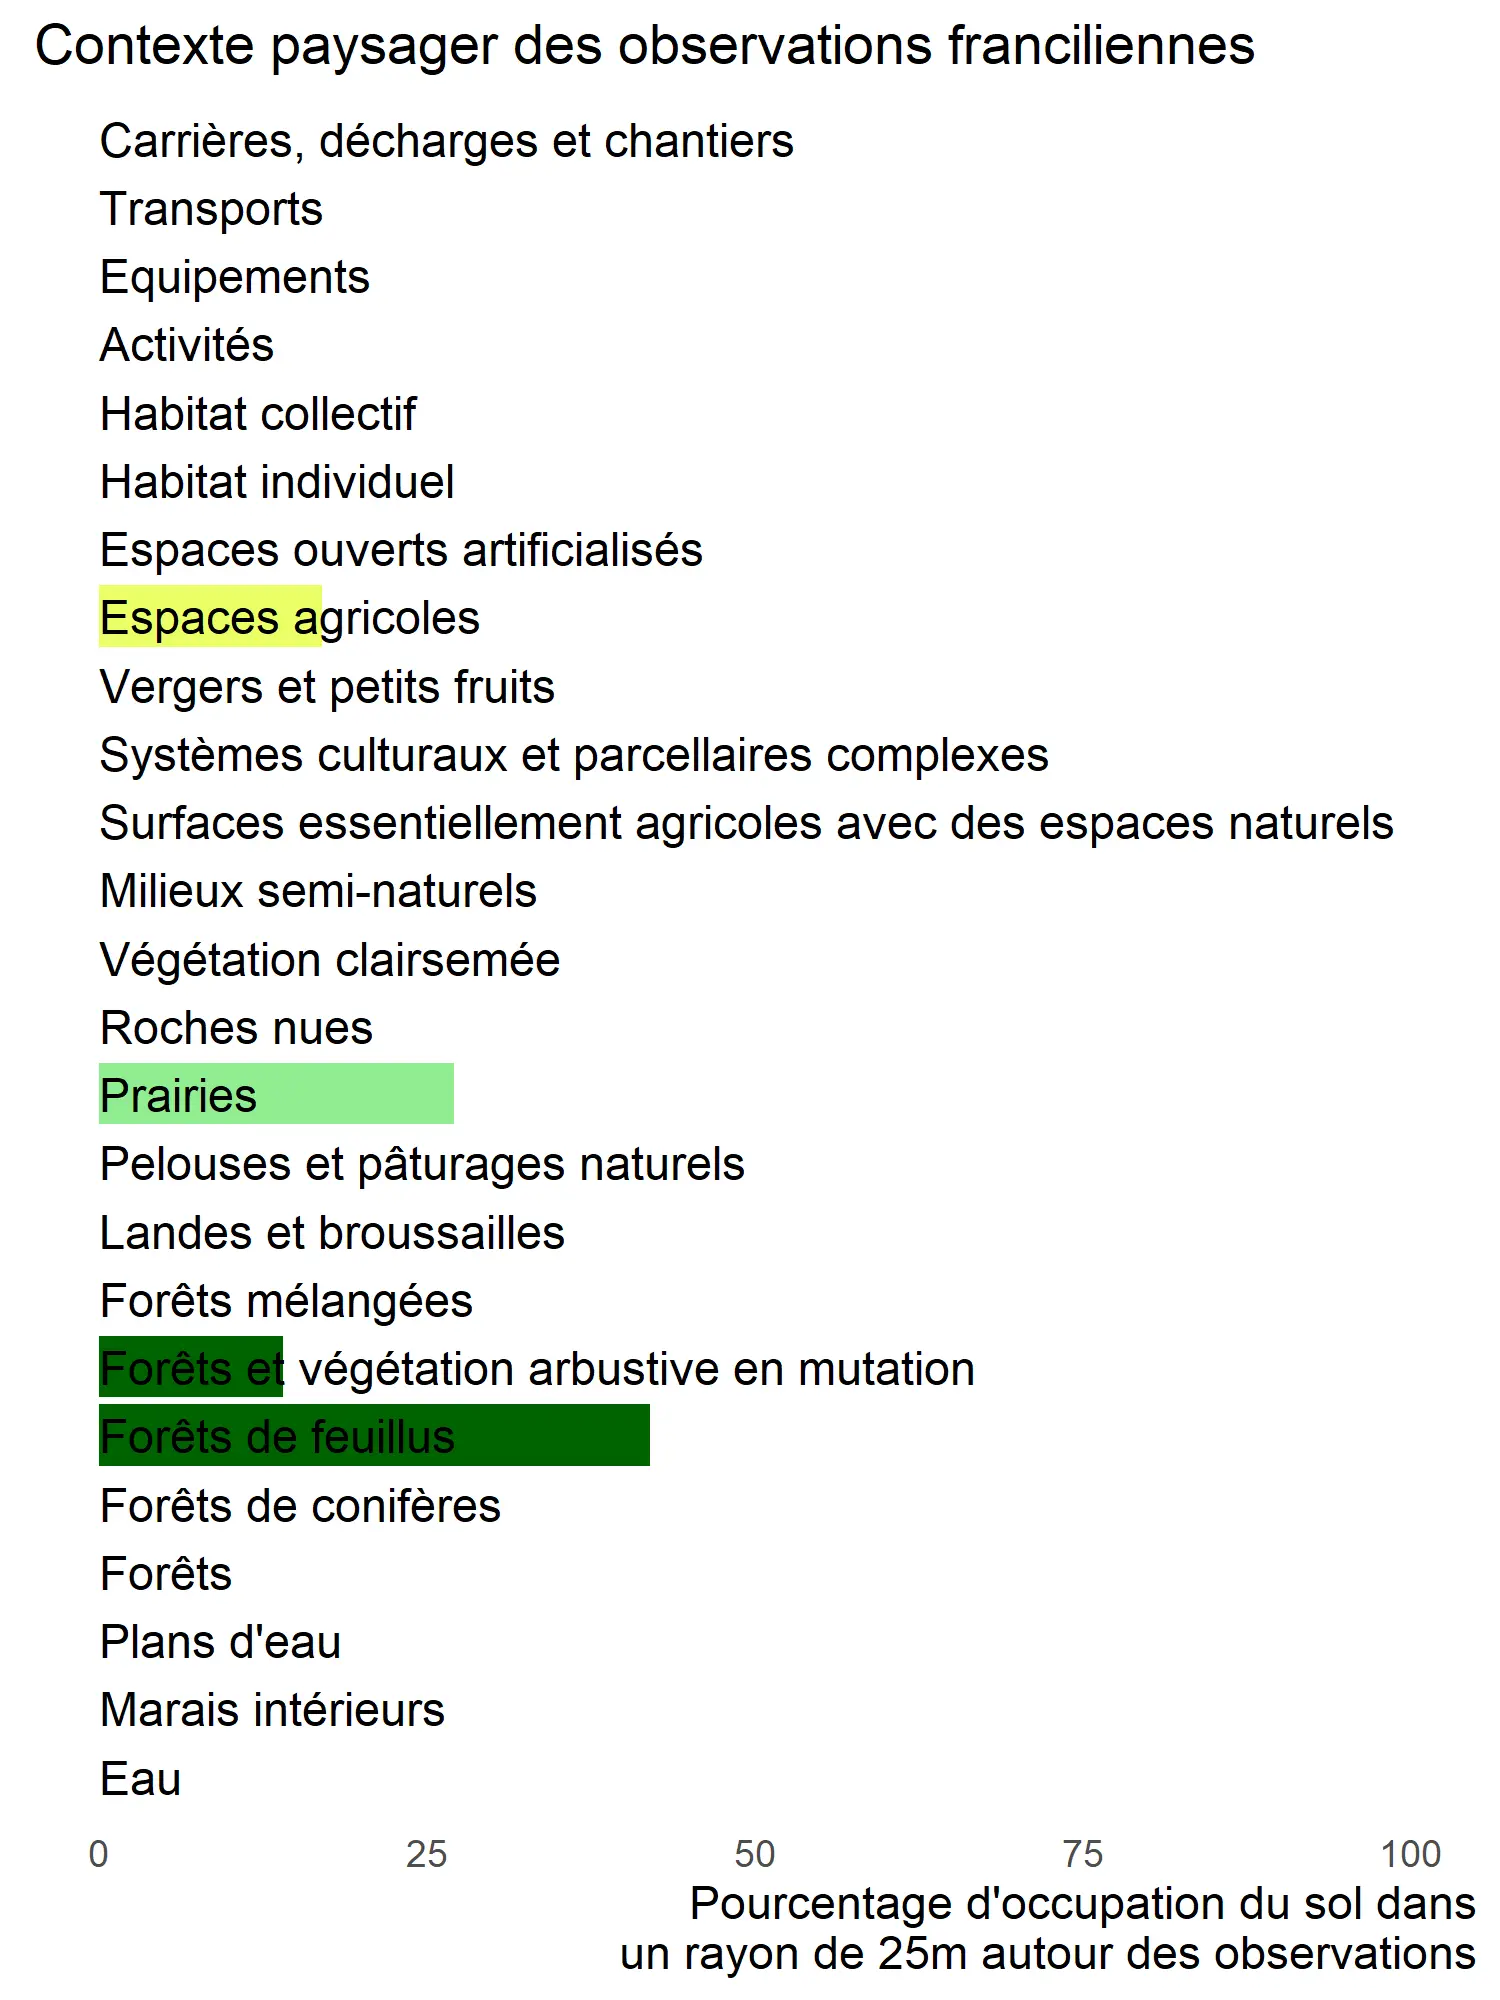 Contexte paysager des observations franciliennes
Carrières, décharges et chantiers
Transports
Equipements
Activités
Habitat collectif
Habitat individuel
Espaces ouverts artificialisés
Espaces agricoles
Vergers et petits fruits
Systèmes culturaux et parcellaires complexes
Surfaces essentiellement agricoles avec des espaces naturels
Milieux semi-naturels
Végétation clairsemée
Roches nues
Prairies
Pelouses et pâturages naturels
Landes et broussailles
Forêts mélangées
Forêts et végétation arbustive en mutation
Forêts de feuillus
Forêts de conifères
Forêts
Plans d'eau
Marais intérieurs
Eau
0 25 50 75 100
Pourcentage d'occupation du sol dans
un rayon de 25m autour des observations